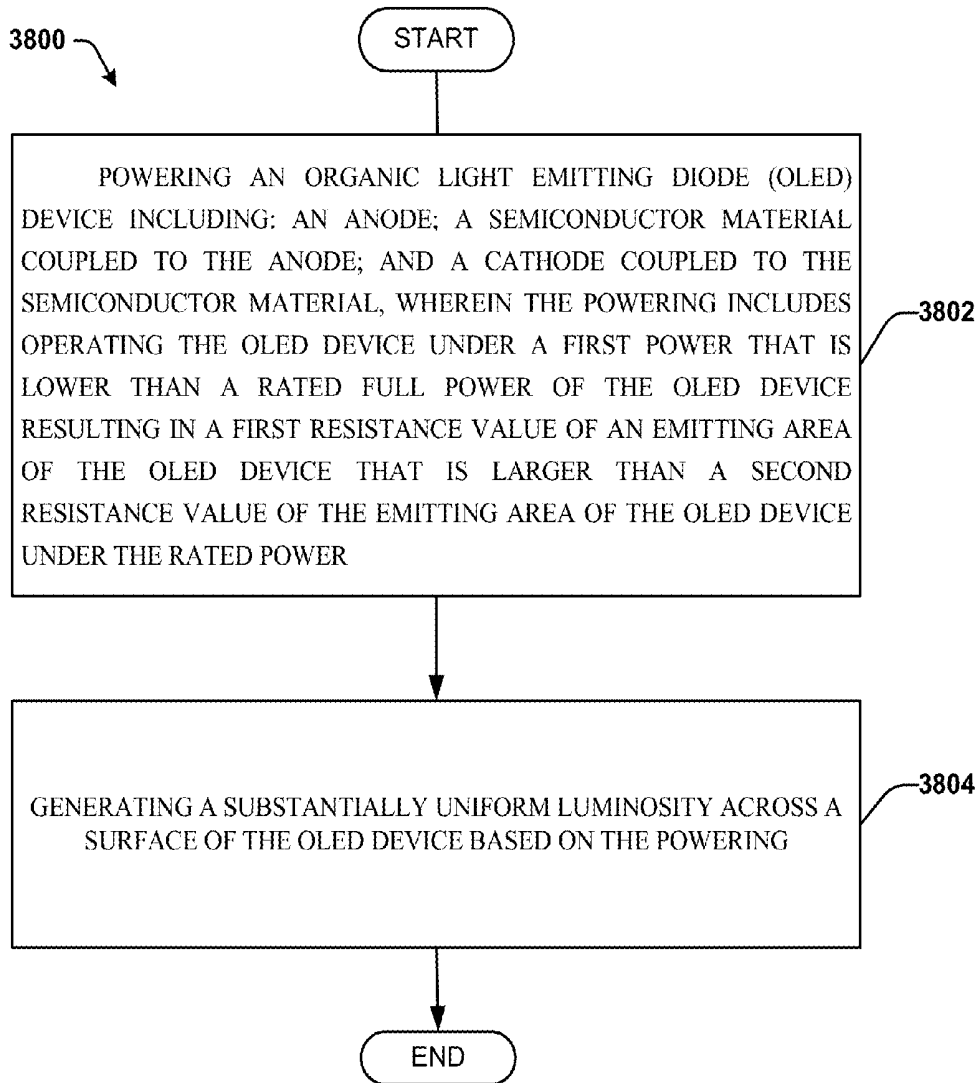 3800
START
POWERING AN ORGANIC LIGHT EMITTING DIODE (OLED)
DEVICE INCLUDING: AN ANODE; A SEMICONDUCTOR MATERIAL
COUPLED TO THE ANODE; AND A CATHODE COUPLED TO THE
SEMICONDUCTOR MATERIAL, WHEREIN THE POWERING INCLUDES
OPERATING THE OLED DEVICE UNDER A FIRST POWER THAT IS
LOWER THAN A RATED FULL POWER OF THE OLED DEVICE
RESULTING IN A FIRST RESISTANCE VALUE OF AN EMITTING AREA
OF THE OLED DEVICE THAT IS LARGER THAN A SECOND
RESISTANCE VALUE OF THE EMITTING AREA OF THE OLED DEVICE
UNDER THE RATED POWER
3802
GENERATING A SUBSTANTIALLY UNIFORM LUMINOSITY ACROSS A
SURFACE OF THE OLED DEVICE BASED ON THE POWERING
3804
END